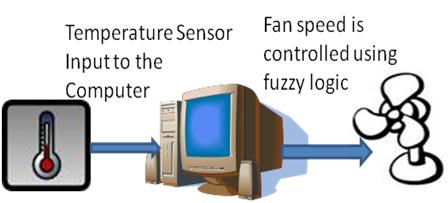 Temperature Sensor
Input to the
Computer
Fan speed is
controlled using
fuzzy logic